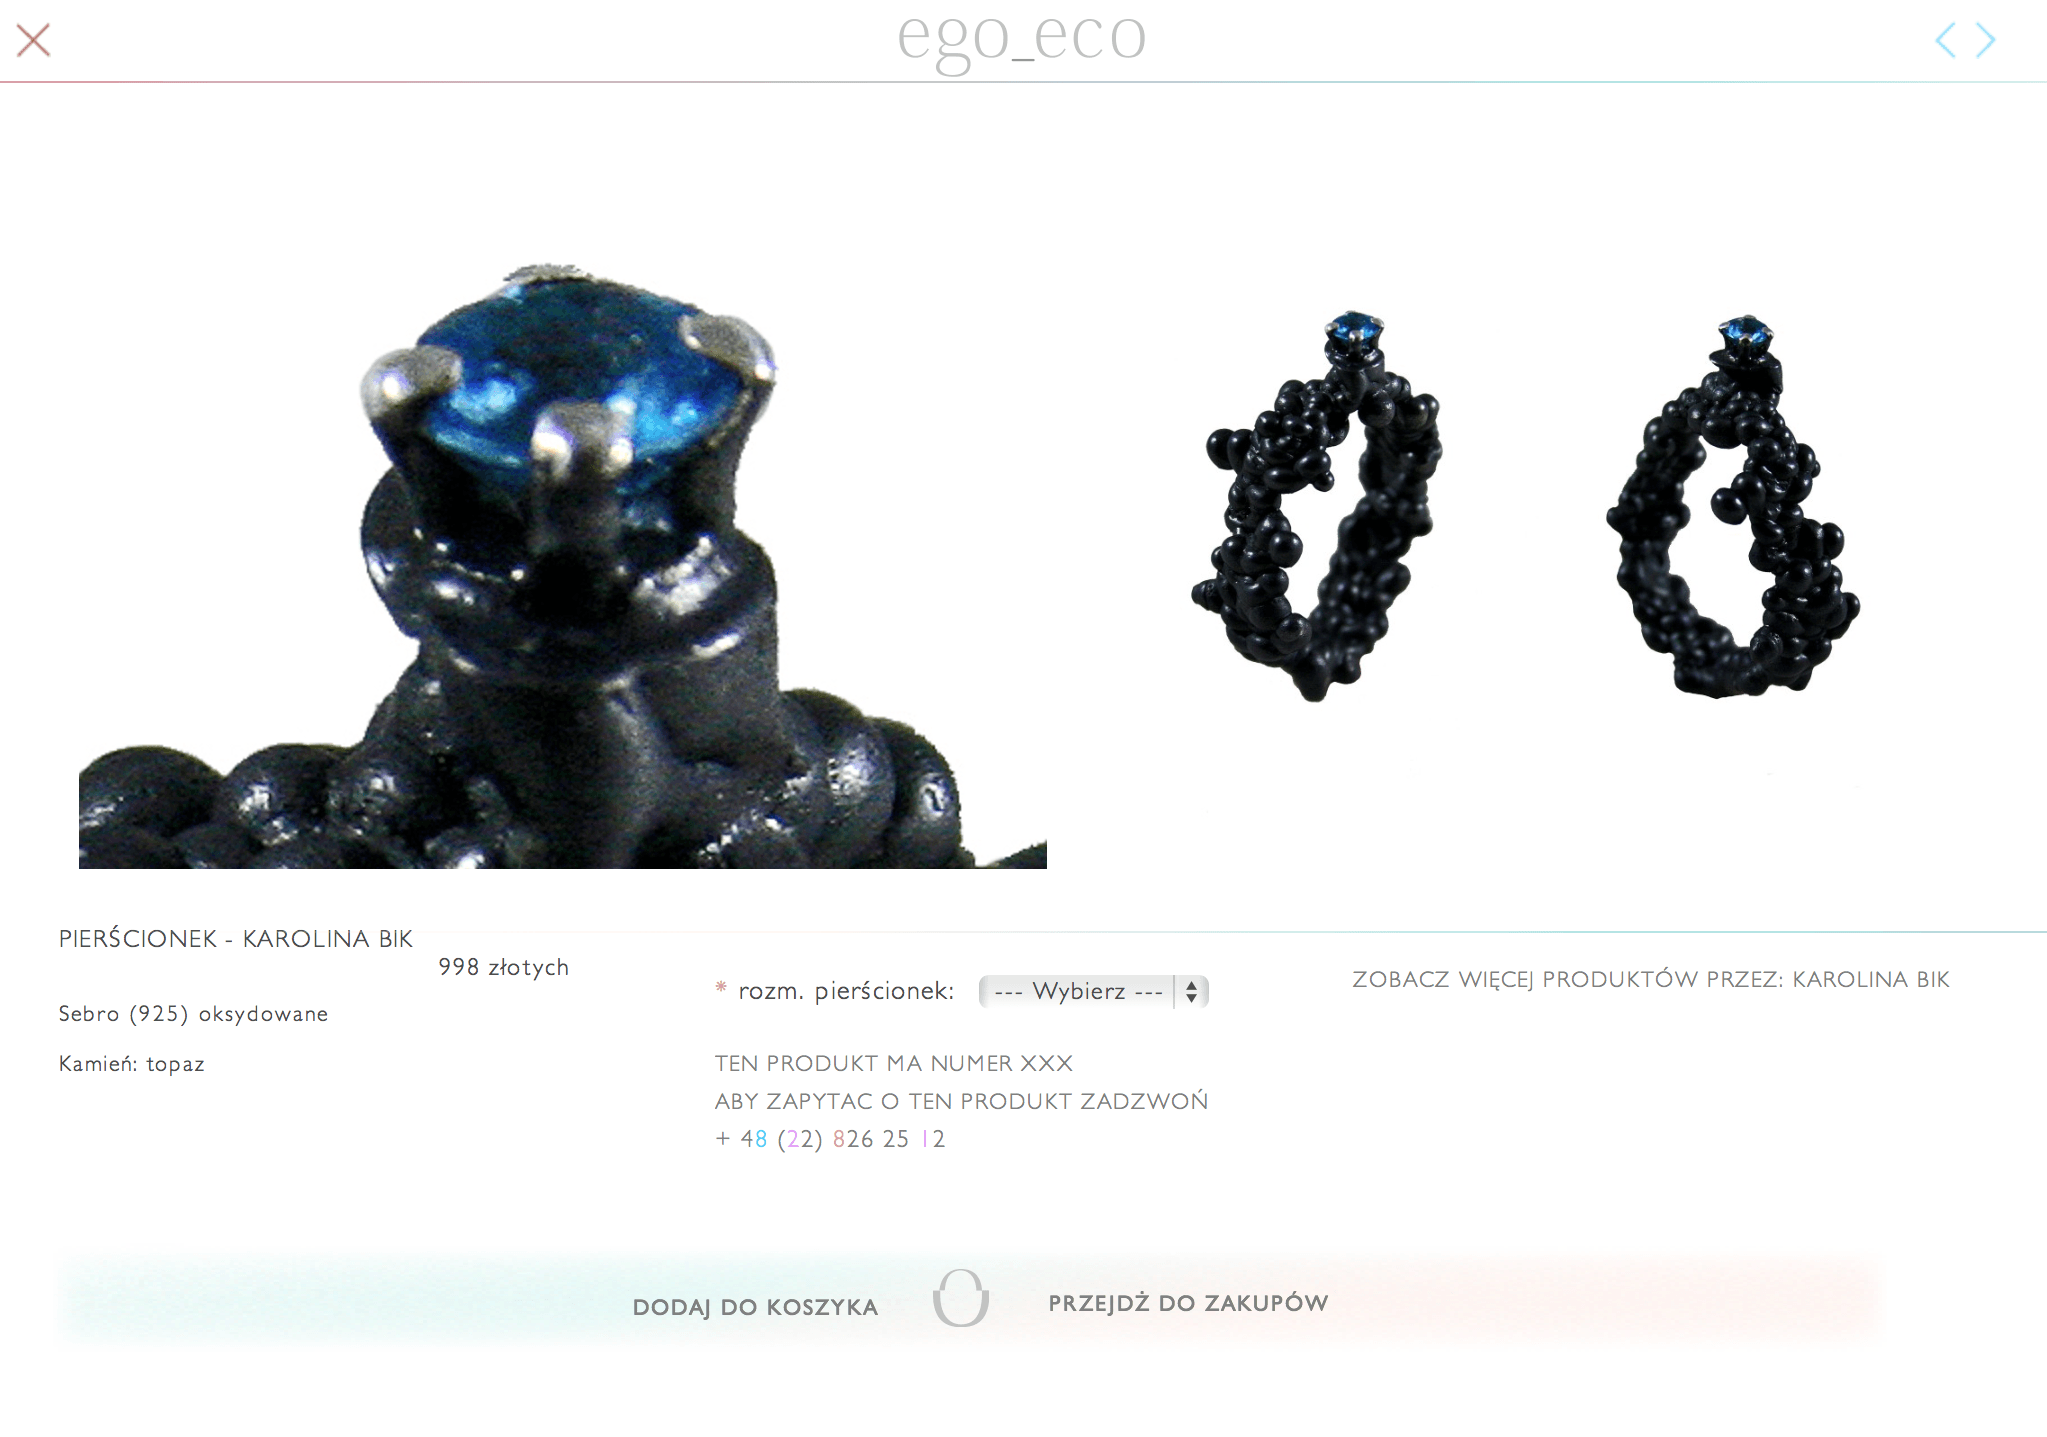 ego_eco
PIERŚCIONEK - KAROLINA BIK
998 złotych
Sebro (925) oksydowane
Kamień: topaz
* rozm. pierścionek: --- Wybierz ---
TEN PRODUKT MA NUMER XXX
ABY ZAPYTAC O TEN PRODUKT ZADZWOŃ
+ 48 (22) 826 25 12
ZOBACZ WIĘCEJ PRODUKTÓW PRZEZ: KAROLINA BIK
DODAJ DO KOSZYKA
PRZEJDŻ DO ZAKUPÓW